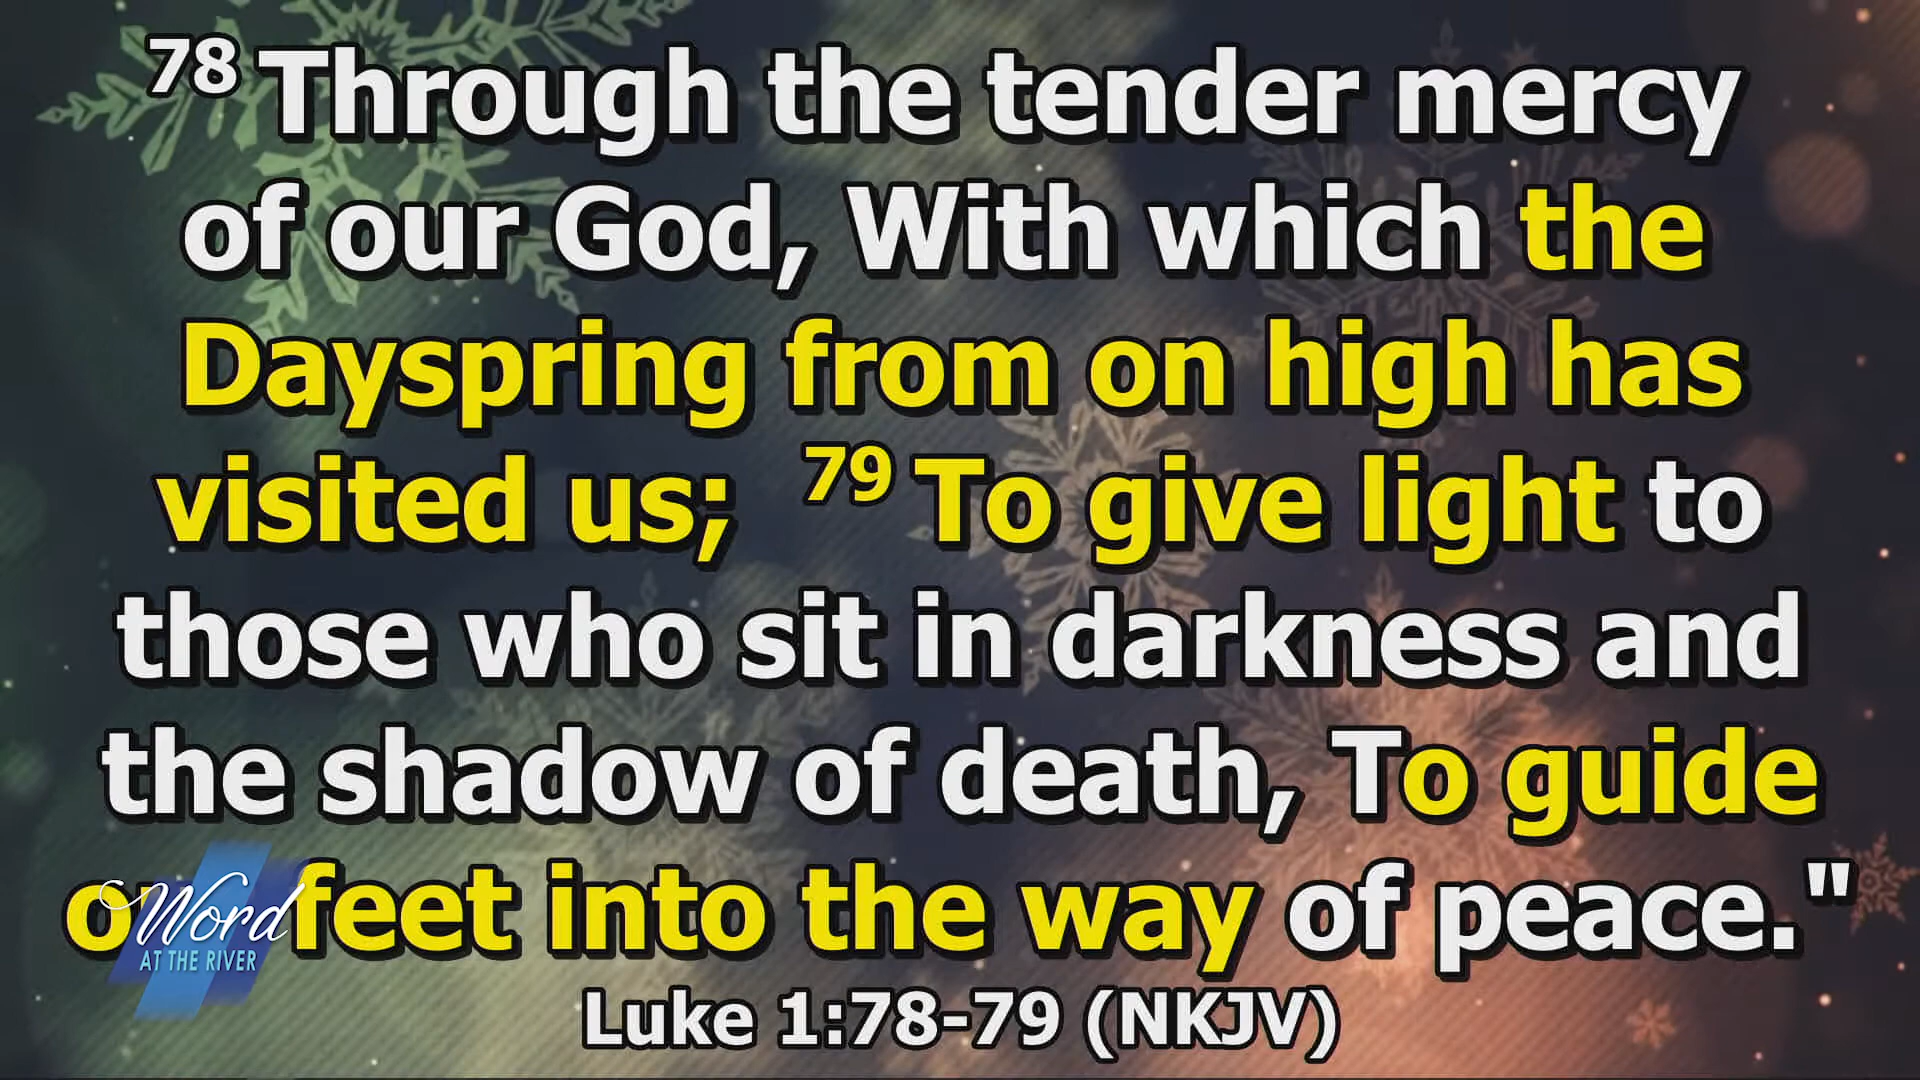 78 Through the tender mercy
of our God, With which the
Dayspring from on high has
visited us; 79 To give light to
those who sit in darkness and
the shadow of death, To guide
feet into the way of peace."
Word
AT THE RIVER
Luke 1:78-79 (NKJV)